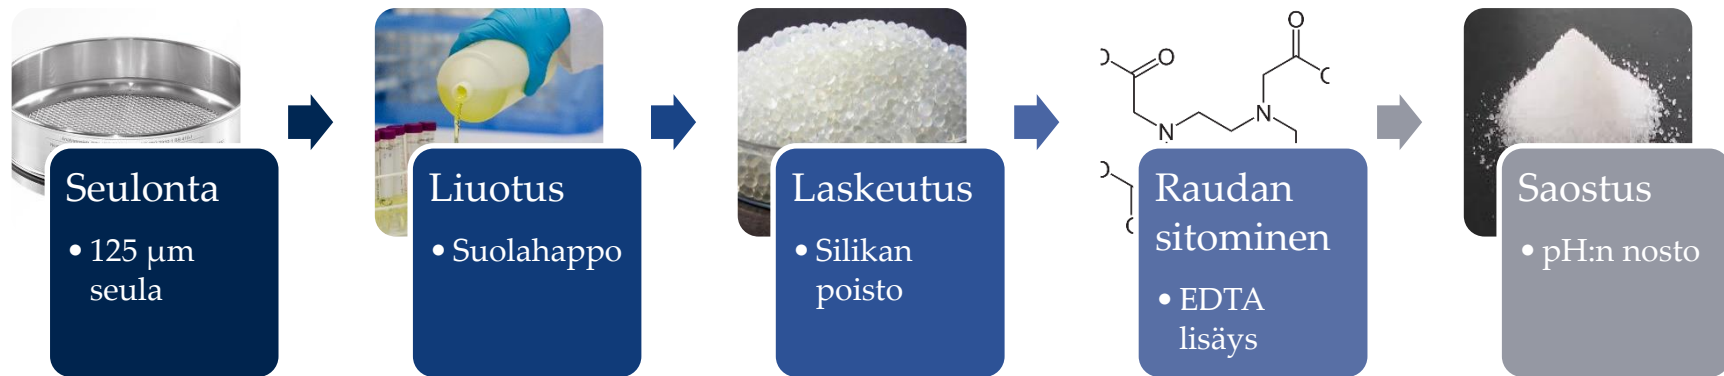 Seulonta
• 125 µm
seula
Liuotus
• Suolahappo
Laskeutus
• Silikan
poisto
O
O
O
O
N
N
O
O
Raudan
sitominen
• EDTA
lisäys
Saostus
• pH:n nosto